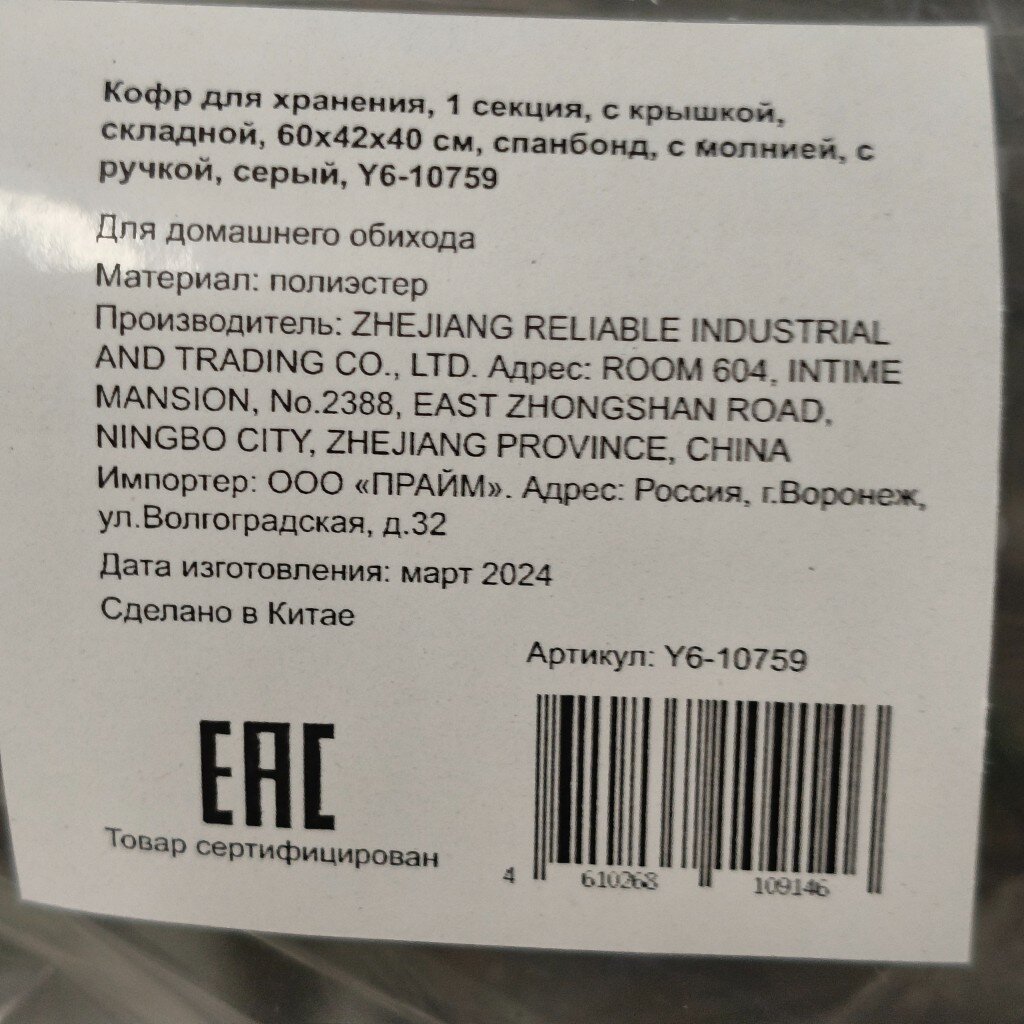 Кофр для хранения, 1 секция, с крышкой,
складной, 60х42х40 см, спанбонд, с молнией, с
ручкой, серый, Y6-10759
Для домашнего обихода
Материал: полиэстер
Производитель: ZHEJIANG RELIABLE INDUSTRIAL
AND TRADING CO., LTD. Адрес: ROOM 604, INTIME
MANSION, No.2388, EAST ZHONGSHAN ROAD,
NINGBO CITY, ZHEJIANG PROVINCE, CHINA
Импортер: ООО «ПРАЙМ». Адрес: Россия, г.Воронеж,
ул.Волгоградская, д.32
Дата изготовления: март 2024
Сделано в Китае
Артикул: Y6-10759
EAC
Товар сертифицирован
4 610268 109146